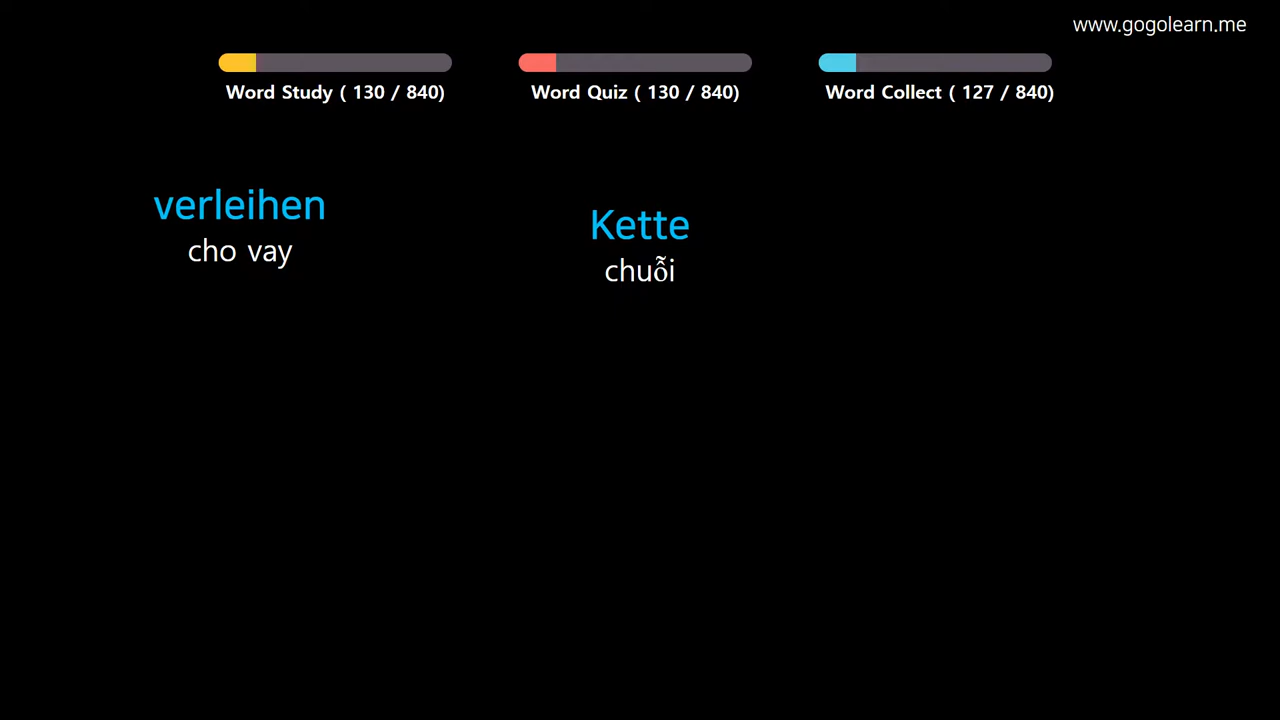 www.gogolearn.me
Word Study ( 130 / 840)
Word Quiz ( 130 / 840)
Word Collect ( 127 / 840)
verleihen
cho vay
Kette
chuỗi